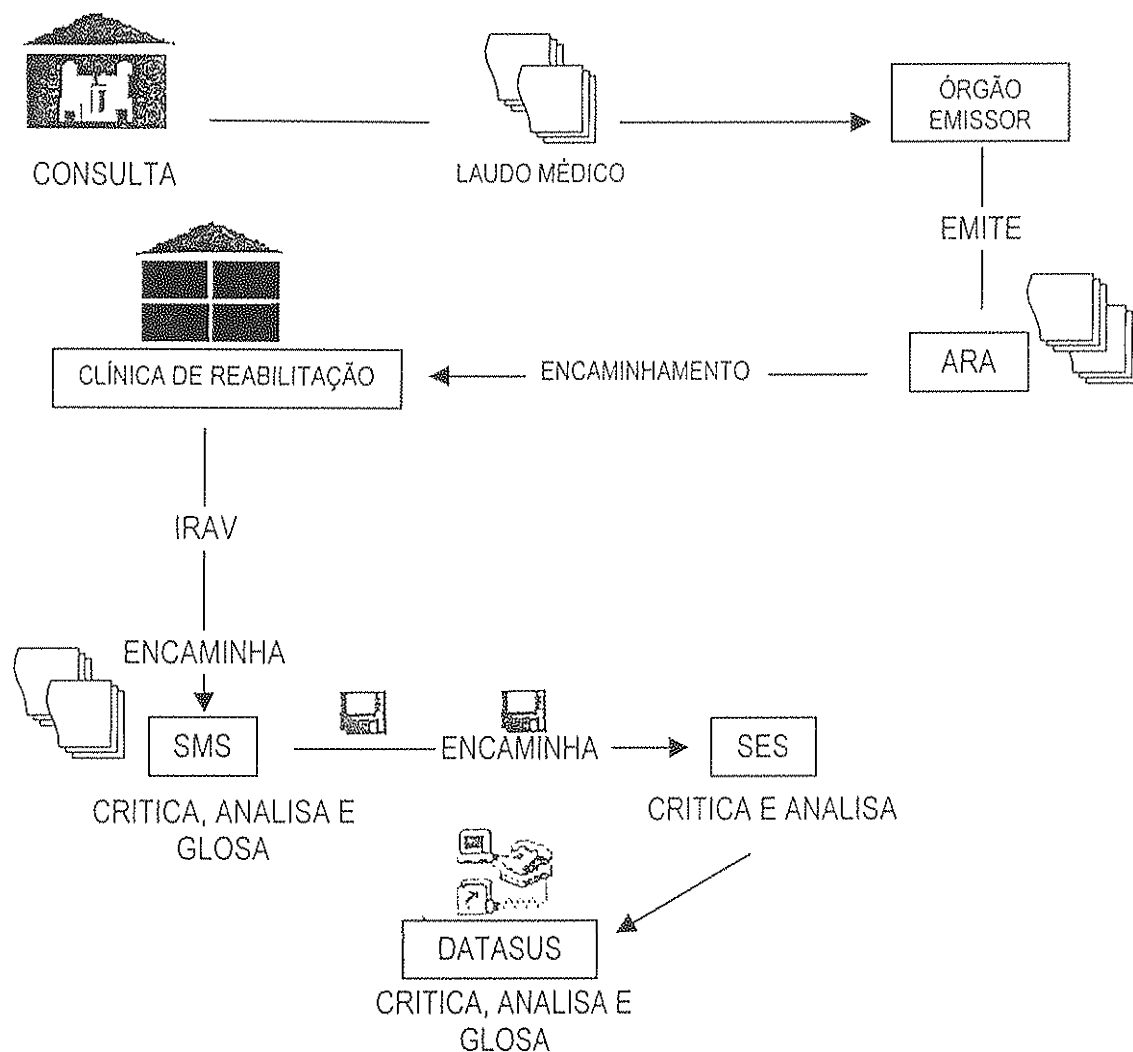 CONSULTA
LAUDO MÉDICO
ÓRGÃO
EMISSOR
EMITE
ARA
ENCAMINHAMENTO
CLÍNICA DE REABILITAÇÃO
IRAV
ENCAMINHA
SMS
ENCAMINHA
SES
CRITICA, ANALISA E
GLOSA
CRITICA E ANALISA
DATASUS
CRITICA, ANALISA E
GLOSA